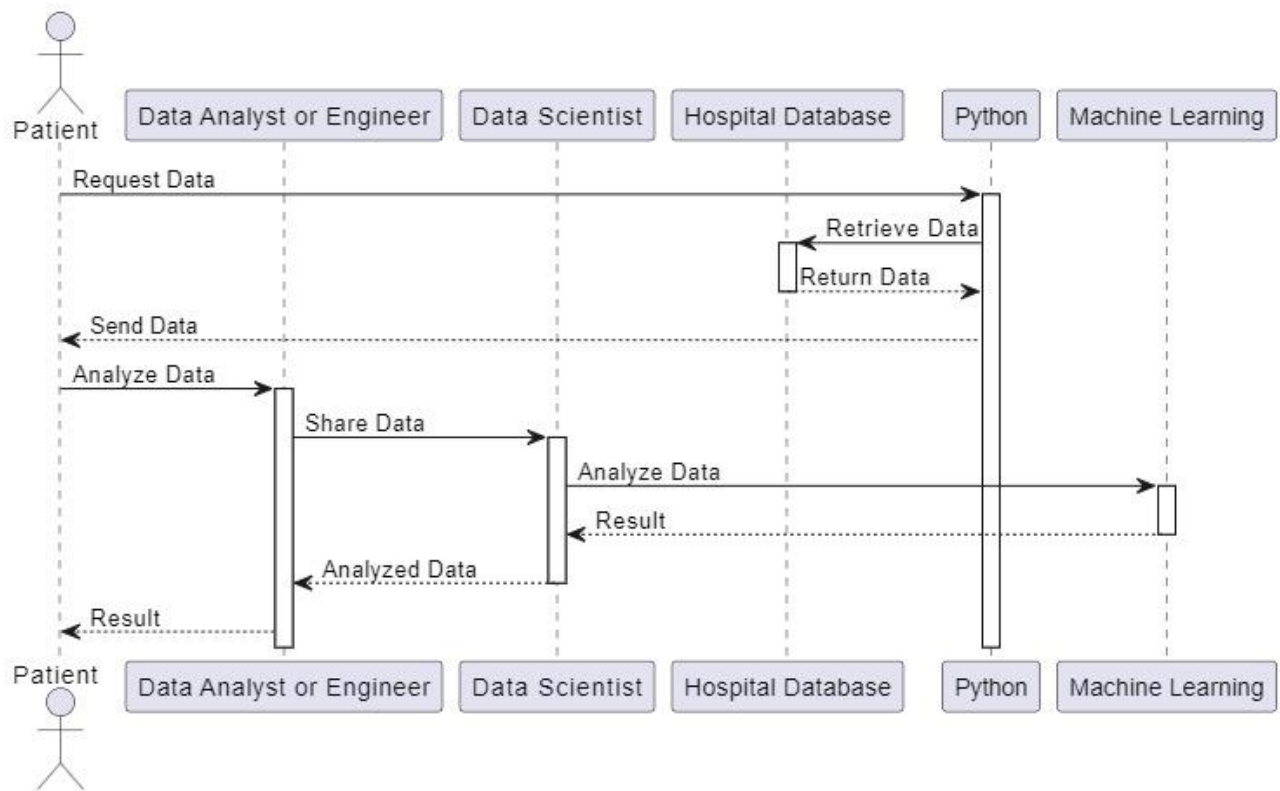 Patient
Data Analyst or Engineer
Data Scientist
Hospital Database
Python
Machine Learning
Request Data
Retrieve Data
Return Data
Send Data
Analyze Data
Share Data
Analyze Data
Result
Analyzed Data
Result
Patient
Data Analyst or Engineer
Data Scientist
Hospital Database
Python
Machine Learning